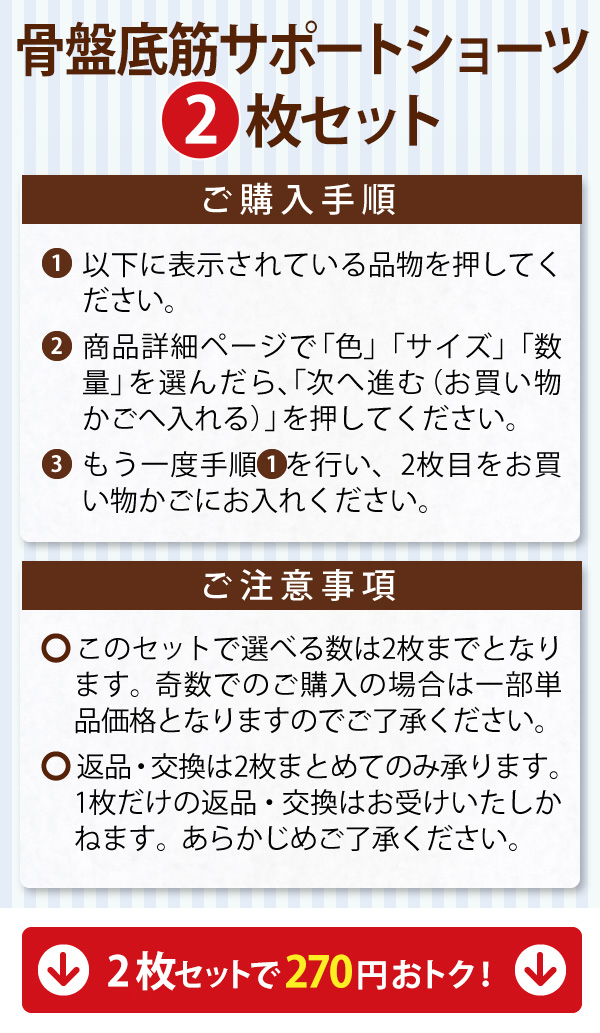 骨盤底筋サポートショーツ
2枚セット
ご購入手順
1 以下に表示されている品物を押してく
ださい。
2 商品詳細ページで「色」「サイズ」「数
量」を選んだら、「次へ進む（お買い物
かごへ入れる）」を押してください。
3 もう一度手順1を行い、2枚目をお買
い物かごにお入れください。
ご注意事項
○ このセットで選べる数は2枚までとなり
ます。奇数でのご購入の場合は一部単
品価格となりますのでご了承ください。
○ 返品・交換は2枚まとめてのみ承ります。
1枚だけの返品・交換はお受けいたしか
ねます。あらかじめご了承ください。
2枚セットで270円おトク！